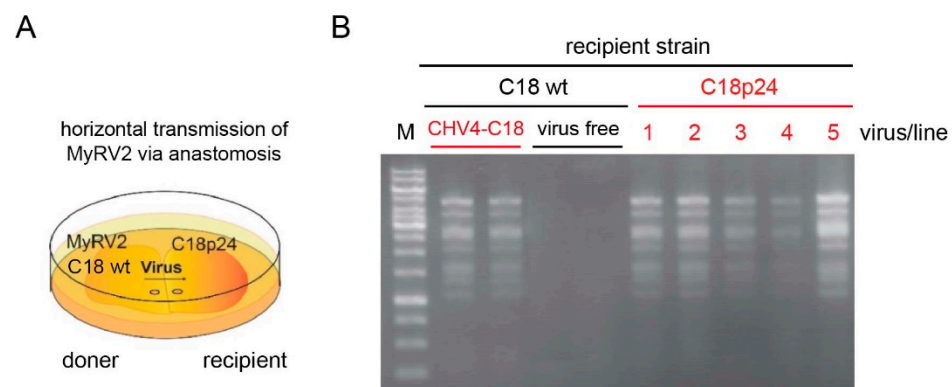 A
horizontal transmission of
MyRV2 via anastomosis
MyRV2
C18p24
C18 wt
Virus
doner
recipient
B
recipient strain
C18 wt
C18p24
M
CHV4-C18
virus free
1 2 3 4 5 virus/line